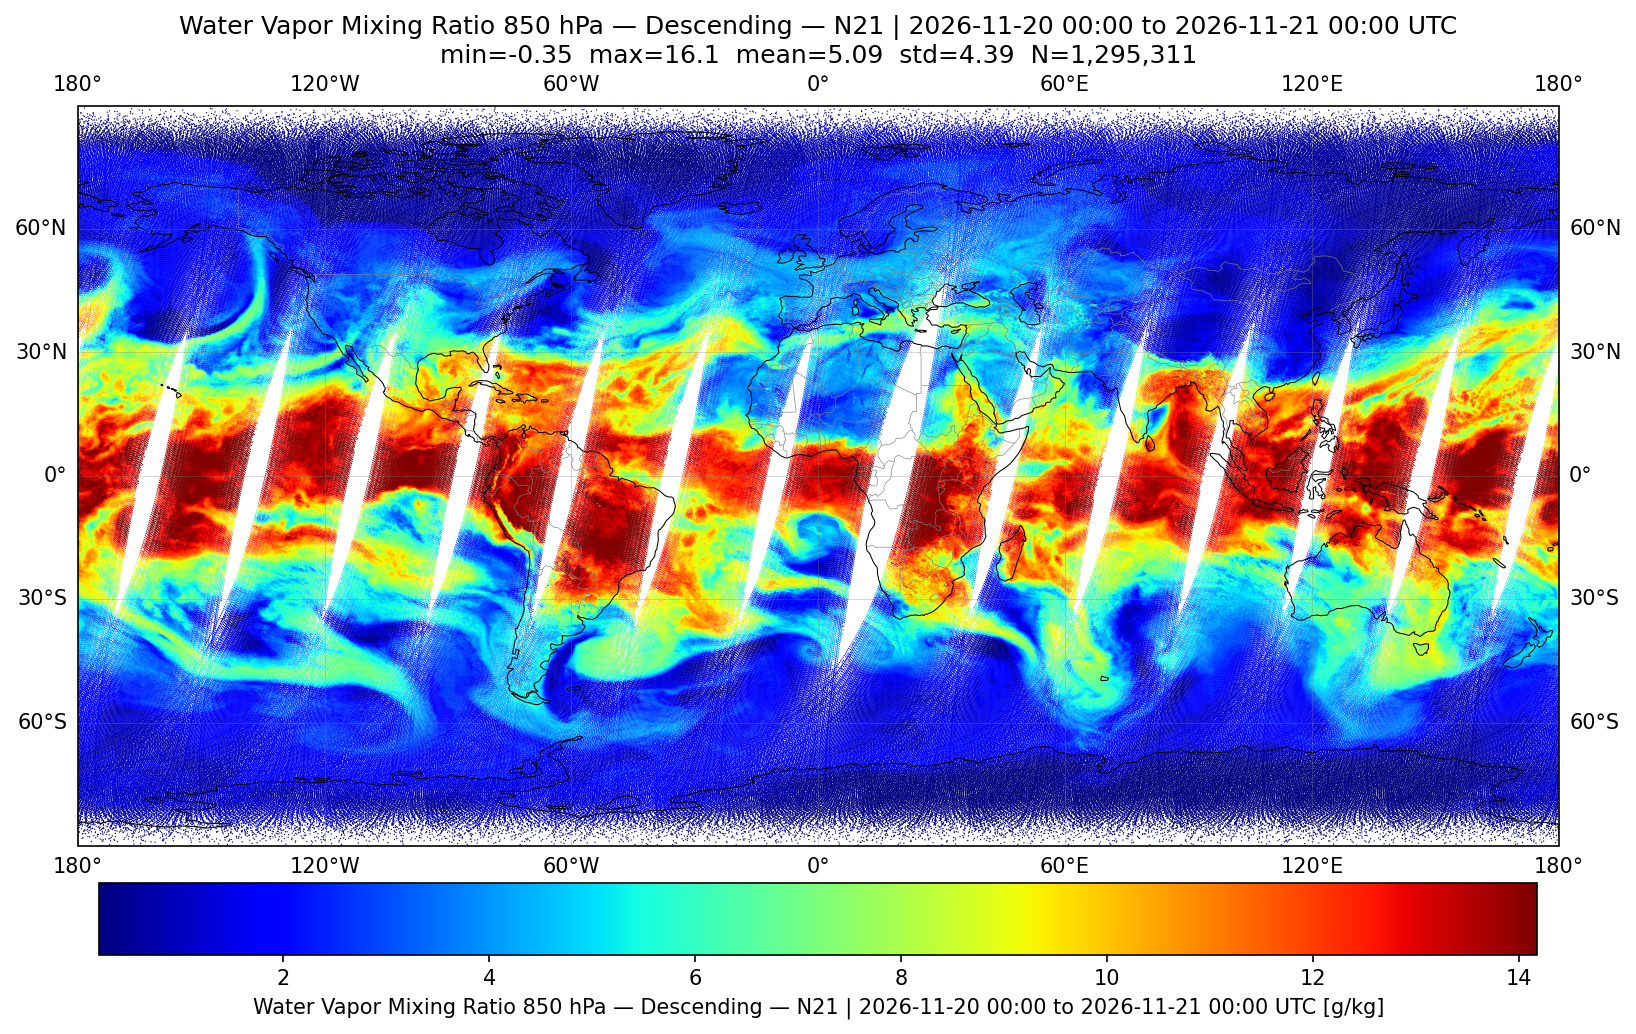 Water Vapor Mixing Ratio 850 hPa — Descending — N21 | 2026-11-20 00:00 to 2026-11-21 00:00 UTC
min=-0.35  max=16.1  mean=5.09  std=4.39  N=1,295,311
180° 120°W 60°W 0° 60°E 120°E 180°
60°N 60°N
30°N 30°N
0° 0°
30°S 30°S
60°S 60°S
180° 120°W 60°W 0° 60°E 120°E 180°
2 4 6 8 10 12 14
Water Vapor Mixing Ratio 850 hPa — Descending — N21 | 2026-11-20 00:00 to 2026-11-21 00:00 UTC [g/kg]